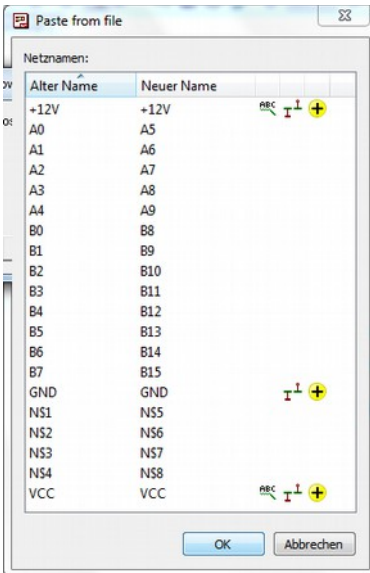 Paste from file
Netznamen:
Alter Name Neuer Name
+12V +12V ABC
A0 A5
A1 A6
A2 A7
A3 A8
A4 A9
B0 B8
B1 B9
B2 B10
B3 B11
B4 B12
B5 B13
B6 B14
B7 B15
GND GND
N$1 N$5
N$2 N$6
N$3 N$7
N$4 N$8
VCC VCC ABC
OK Abbrechen